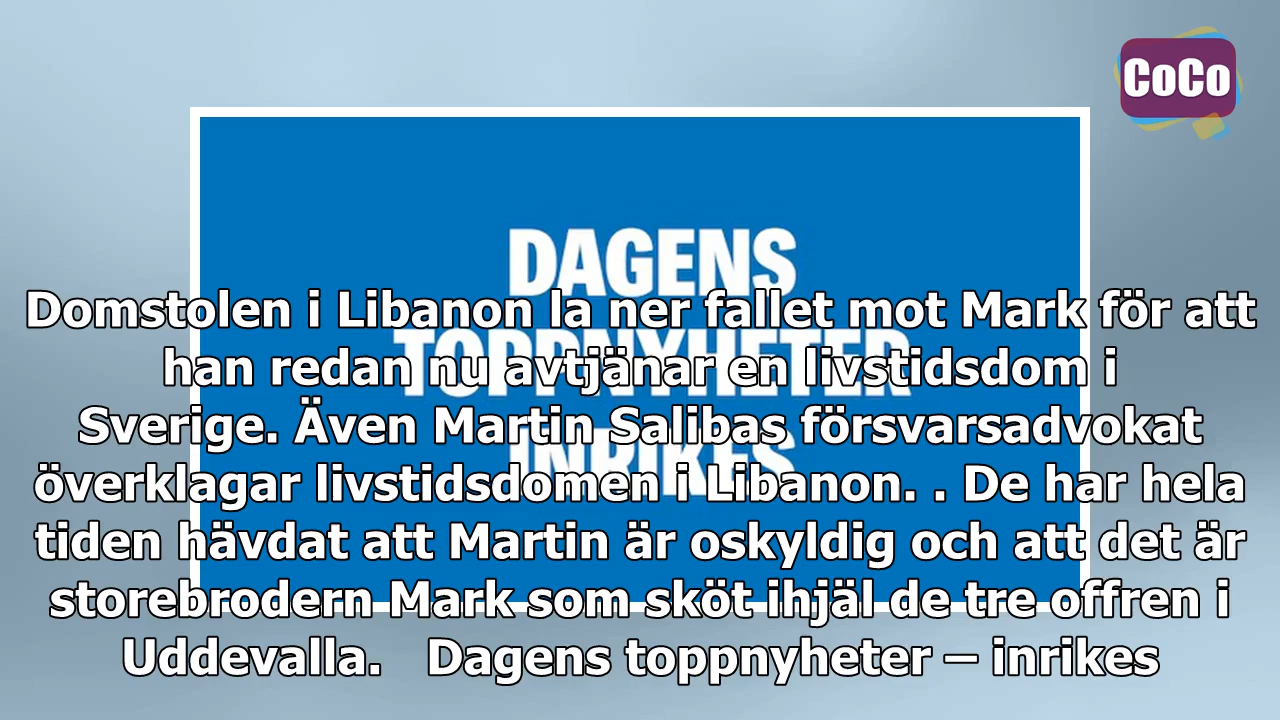 CoCo
DAGENS
TOPPNYHETER
INRIKES
Domstolen i Libanon la ner fallet mot Mark för att
han redan nu avtjänar en livstidsdom i
Sverige. Även Martin Salibas försvarsadvokat
överklagar livstidsdomen i Libanon. . De har hela
tiden hävdat att Martin är oskyldig och att det är
storebrodern Mark som sköt ihjäl de tre offren i
Uddevalla.   Dagens toppnyheter – inrikes